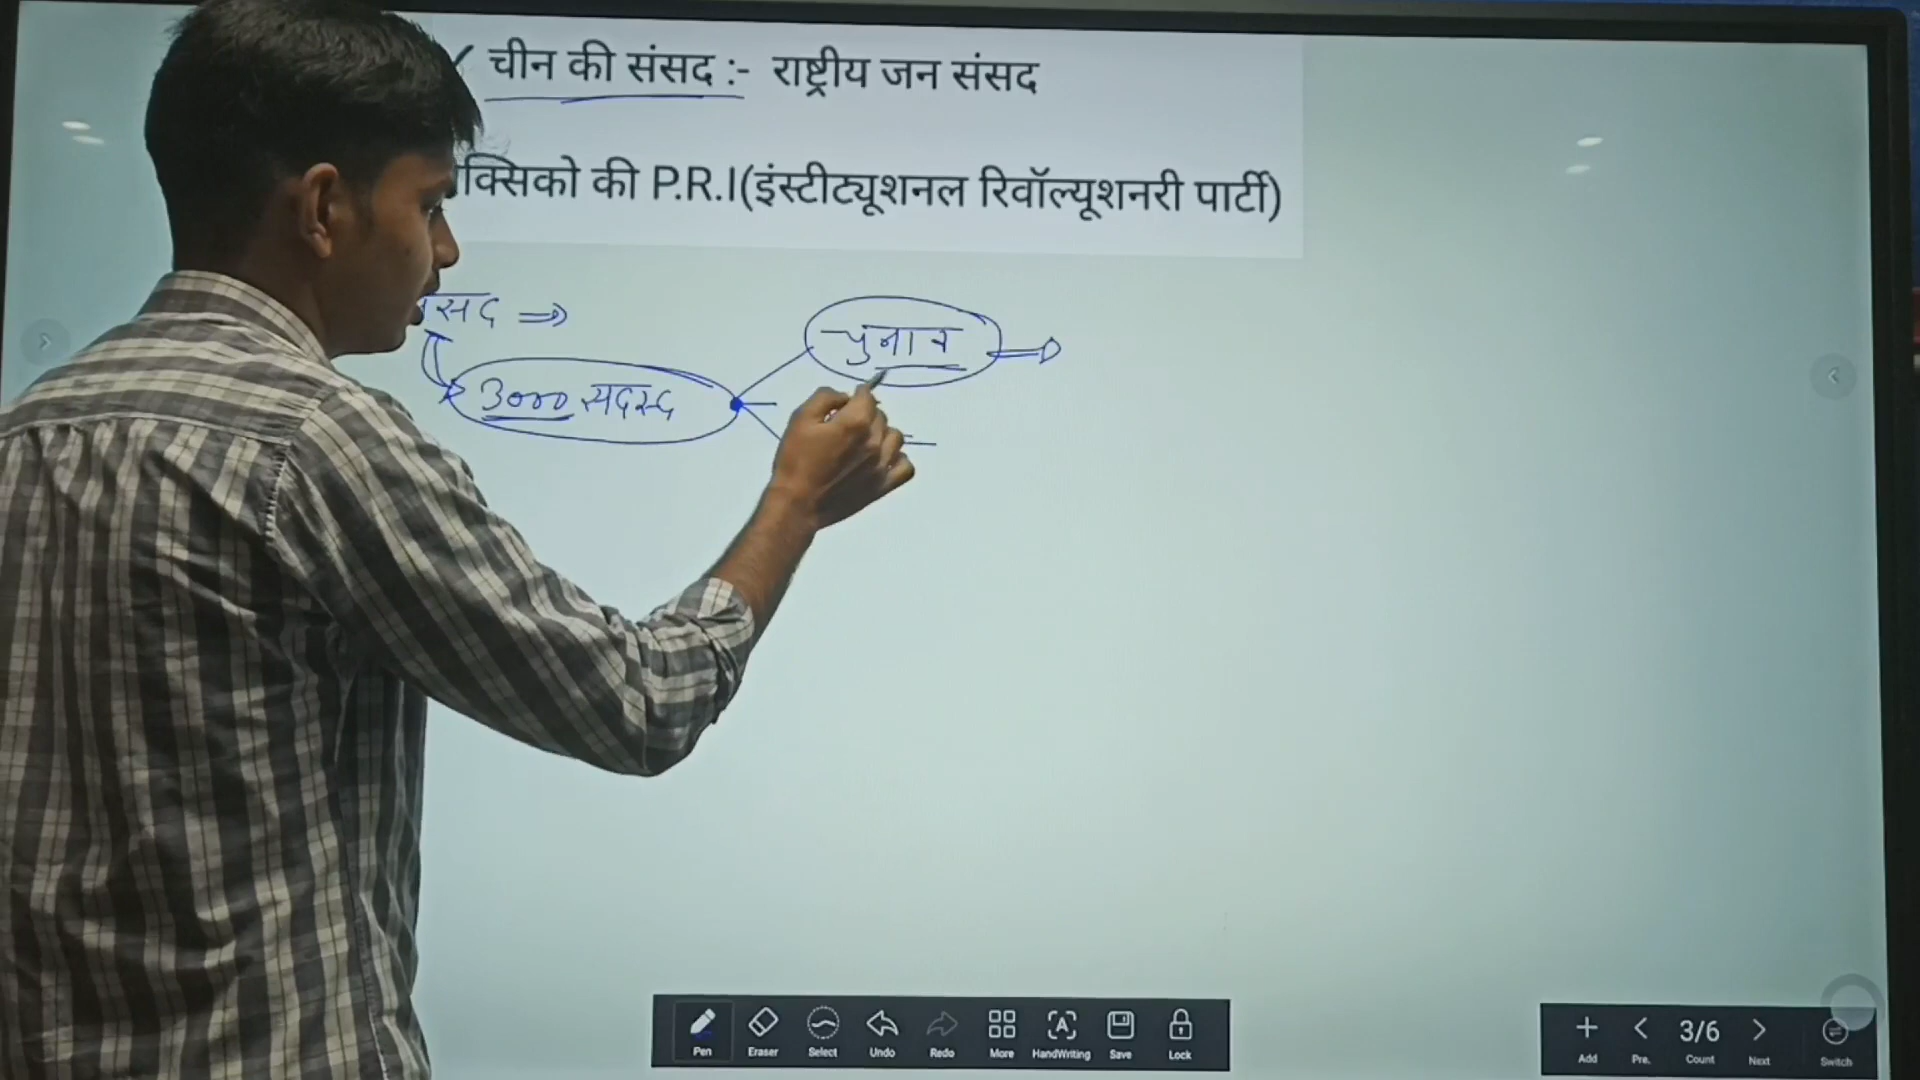 चीन की संसद :- राष्ट्रीय जन संसद
क्सिको की P.R.I(इंस्टीट्यूशनल रिवॉल्यूशनरी पार्टी)
संसद ⇒
चुनाव ⇒
3000 सदस्य
Pen
Eraser
Select
Undo
Redo
More
HandWriting
Save
Lock
Add
Pre.
3/6
Count
Next
Switch